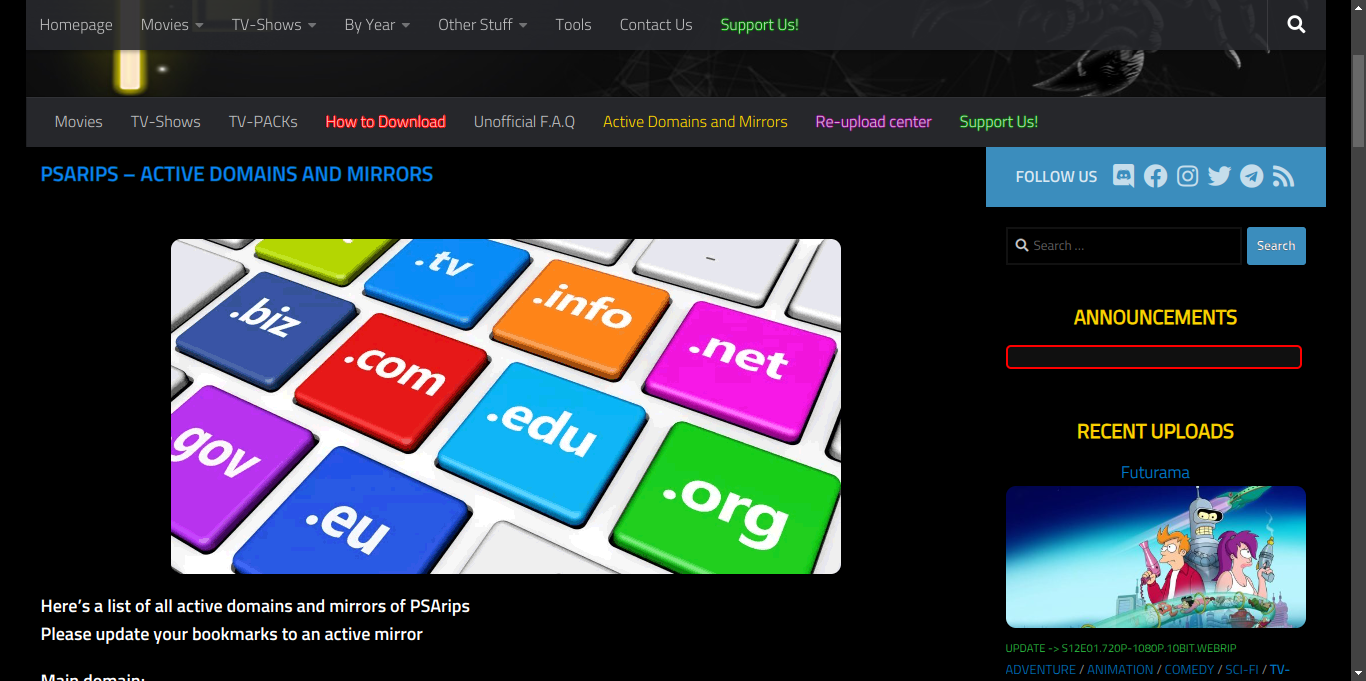 Homepage Movies TV-Shows By Year Other Stuff Tools Contact Us Support Us!
Movies TV-Shows TV-PACKs How to Download Unofficial F.A.Q Active Domains and Mirrors Re-upload center Support Us!
PSARIPS – ACTIVE DOMAINS AND MIRRORS
FOLLOW US
Search ...
Search
.tv
.info
.biz
.net
.com
.edu
.gov
.org
.eu
ANNOUNCEMENTS
RECENT UPLOADS
Futurama
Here's a list of all active domains and mirrors of PSArips
Please update your bookmarks to an active mirror
Main domain:
UPDATE -> S12E01.720P-1080P.10BIT.WEBRIP
ADVENTURE / ANIMATION / COMEDY / SCI-FI / TV-